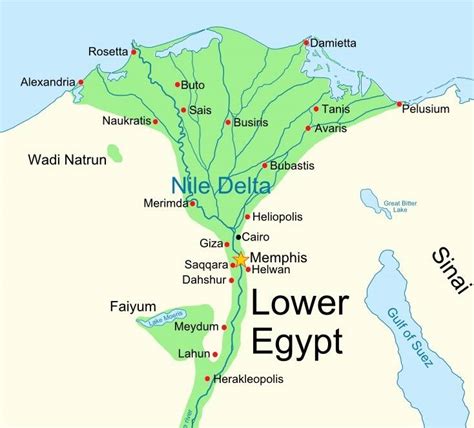 Rosetta
Damietta
Alexandria
Buto
Sais
Tanis
Pelusium
Naukratis
Busiris
Avaris
Wadi Natrun
Bubastis
Nile Delta
Merimda
Heliopolis
Great Bitter
Lake
Cairo
Giza
Memphis
Saqqara
Helwan
Dahshur
Sinai
Lower
Egypt
Faiyum
Lake Moeris
Gulf of Suez
Meydum
Lahun
Herakleopolis
river